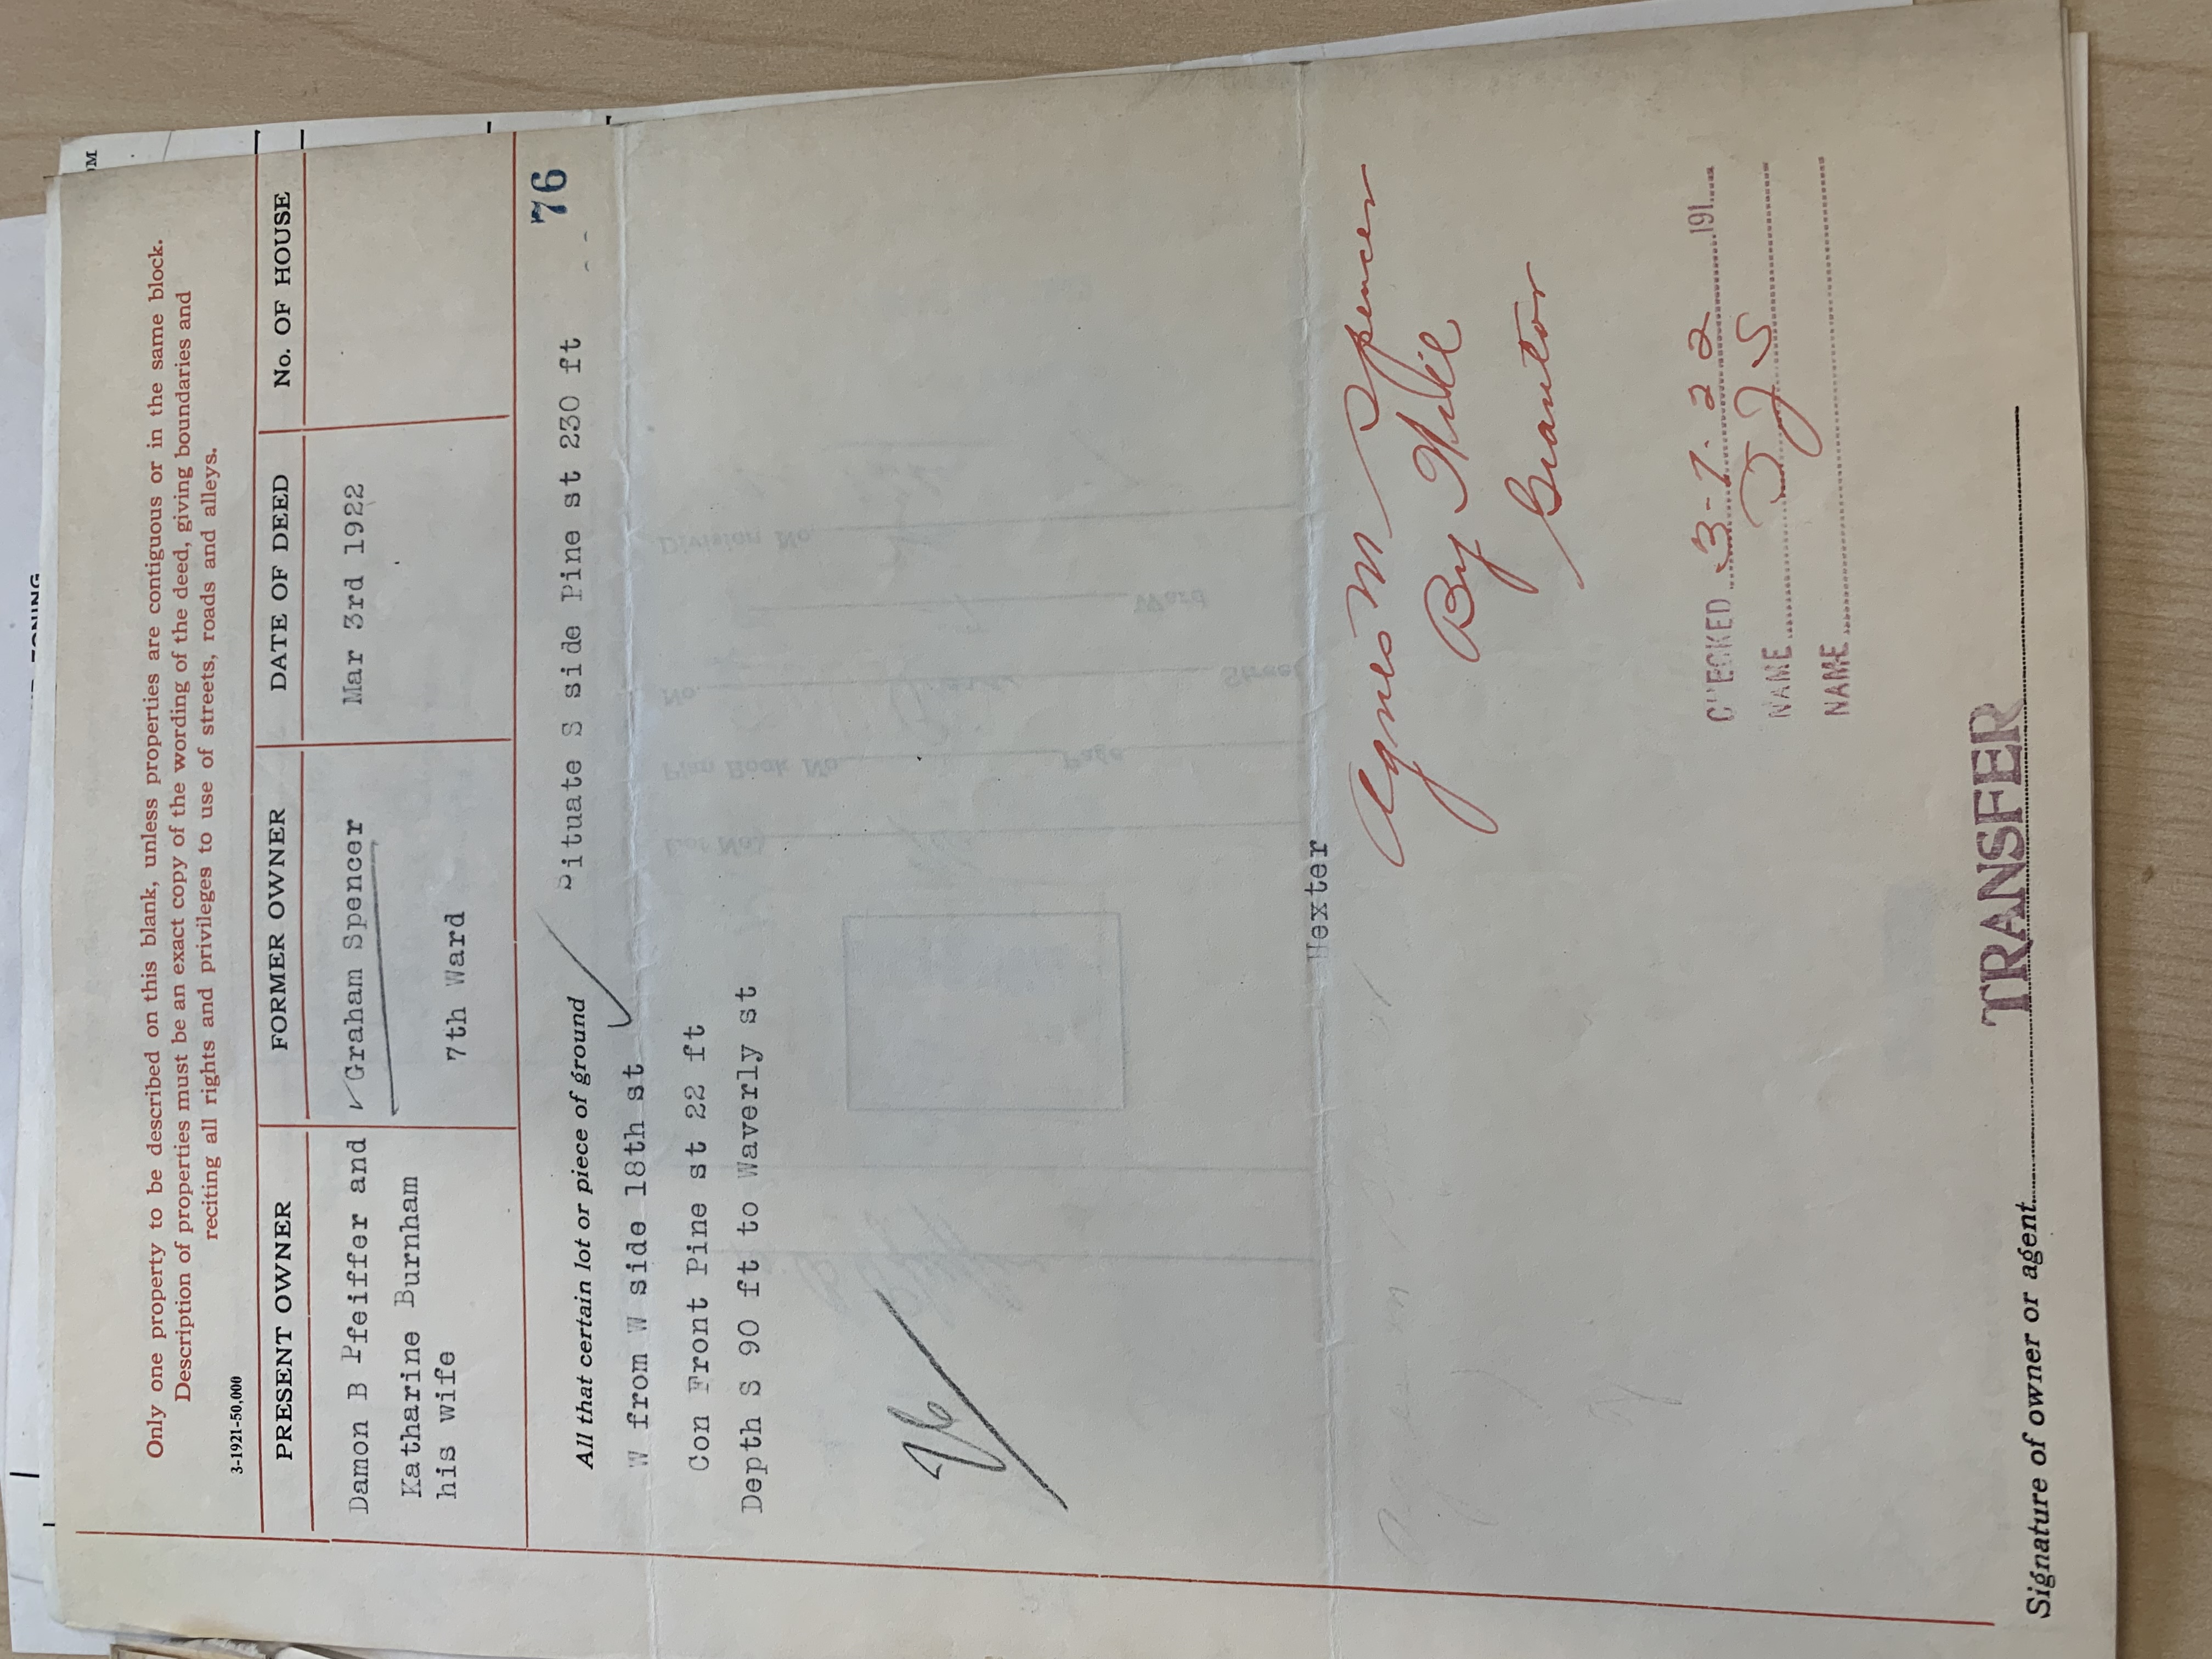 ZONING
Only one property to be described on this blank, unless properties are contiguous or in the same block.
Description of properties must be an exact copy of the wording of the deed, giving boundaries and
reciting all rights and privileges to use of streets, roads and alleys.
3-1921-50,000
PRESENT OWNER FORMER OWNER DATE OF DEED No. OF HOUSE
Damon B Pfeiffer and ✓Graham Spencer Mar 3rd 1922
Katharine Burnham
his wife 7th Ward
76
All that certain lot or piece of ground Situate S side Pine st 230 ft
W from W side 18th st
Con Front Pine st 22 ft
Depth S 90 ft to Waverly st
76
Agnes M Spencer
By Will
Grantor
CHECKED 3-7-22 191
NAME DJS
NAME
TRANSFER
Signature of owner or agent